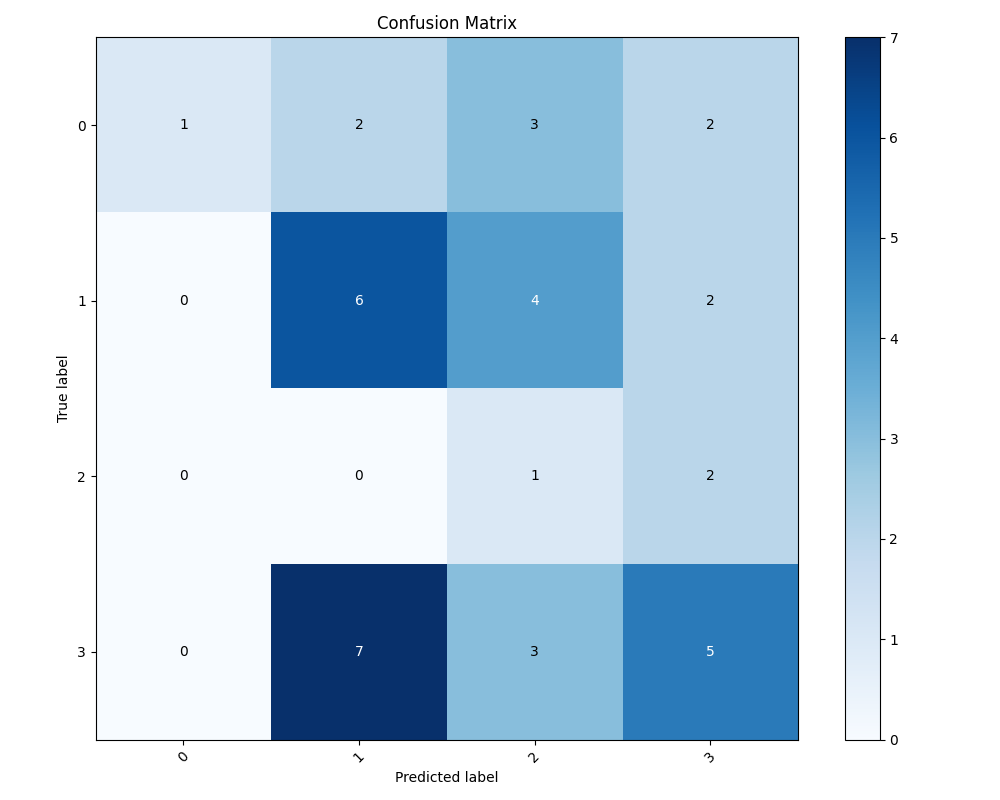 Confusion Matrix
0 1 2 3 2
1 0 6 4 2
2 0 0 1 2
3 0 7 3 5
0 1 2 3
True label
Predicted label
7
6
5
4
3
2
1
0